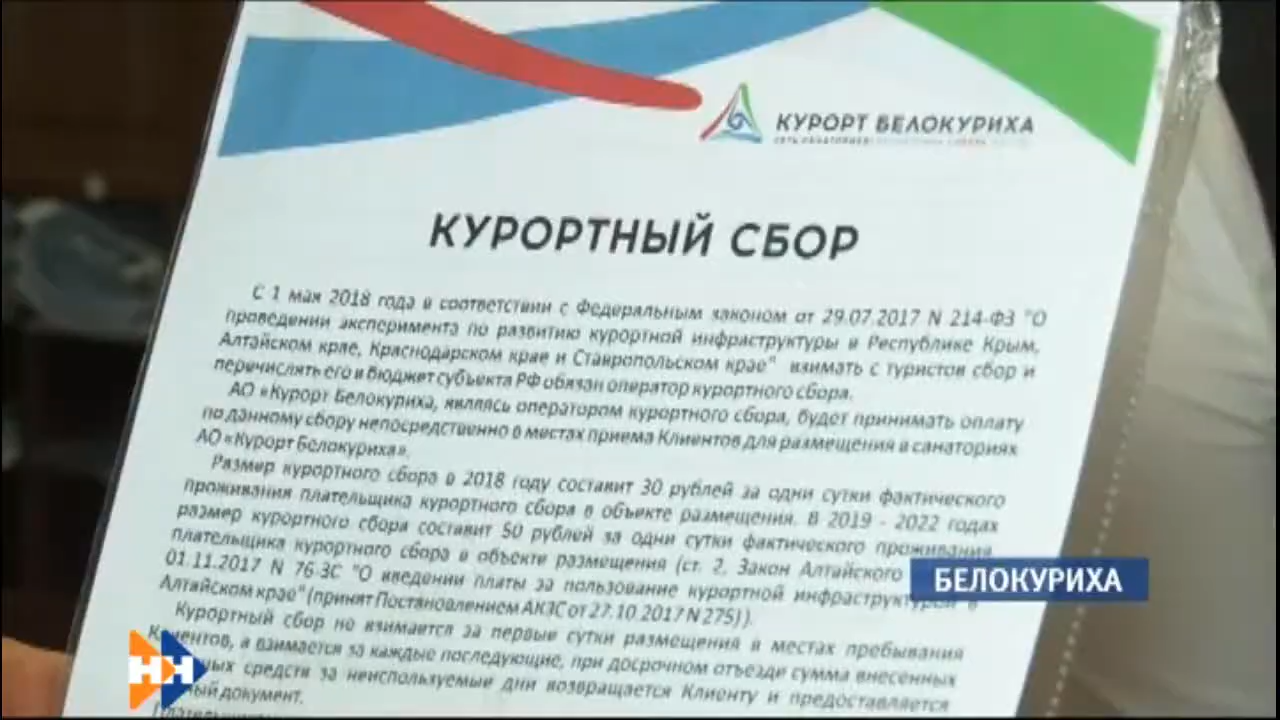 КУРОРТ БЕЛОКУРИХА
СЕТЬ САНАТОРИЕВ
КУРОРТНЫЙ СБОР
С 1 мая 2018 года в соответствии с Федеральным законом от 29.07.2017 N 214-ФЗ "О
проведении эксперимента по развитию курортной инфраструктуры в Республике Крым,
Алтайском крае, Краснодарском крае и Ставропольском крае" взимать с туристов сбор и
перечислять его в бюджет субъекта РФ обязан оператор курортного сбора.
АО «Курорт Белокуриха, являясь оператором курортного сбора, будет принимать оплату
по данному сбору непосредственно в местах приема Клиентов для размещения в санаториях
АО «Курорт Белокуриха».
Размер курортного сбора в 2018 году составит 30 рублей за одни сутки фактического
проживания плательщика курортного сбора в объекте размещения. В 2019 - 2022 годах
размер курортного сбора составит 50 рублей за одни сутки фактического проживания
плательщика курортного сбора в объекте размещения (ст. 2, Закон Алтайского
01.11.2017 N 76-ЗС "О введении платы за пользование курортной инфраструктурой в
Алтайском крае" (принят Постановлением АКЗС от 27.10.2017 N 275) ).
Курортный сбор не взимается за первые сутки размещения в местах пребывания
Клиентов, а взимается за каждые последующие, при досрочном отъезде сумма внесенных
средств за неиспользуемые дни возвращается Клиенту и предоставляется
документ.
БЕЛОКУРИХА
НН